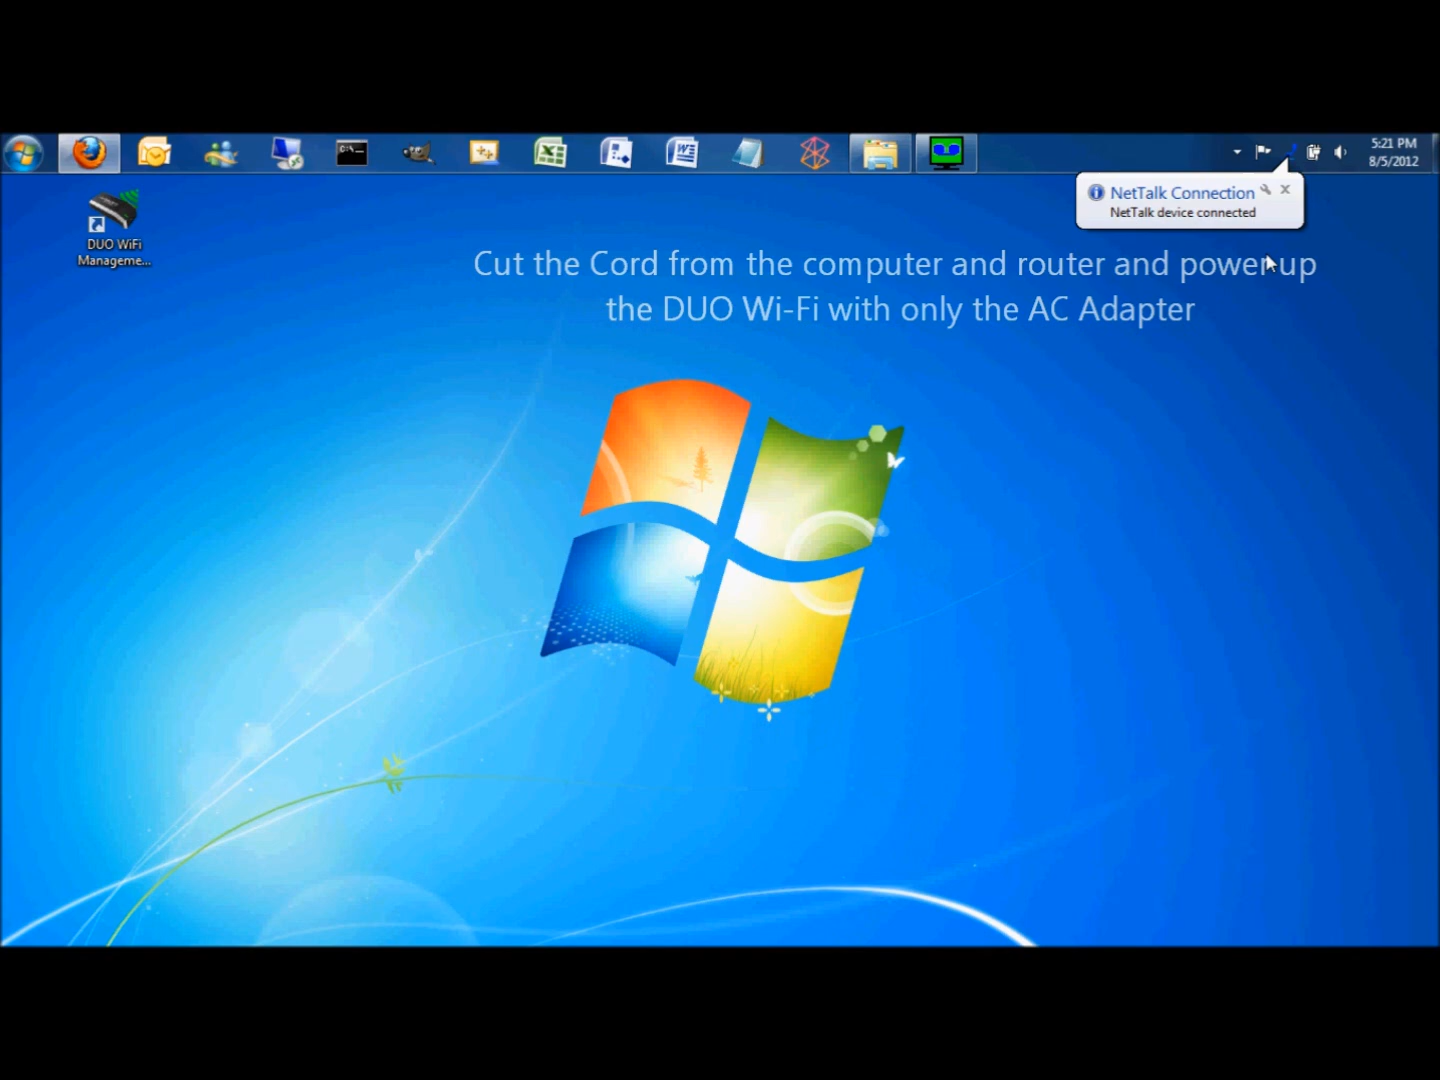 5:21 PM
8/5/2012
NetTalk Connection
NetTalk device connected
DUO WiFi
Manageme...
Cut the Cord from the computer and router and power up
the DUO Wi-Fi with only the AC Adapter